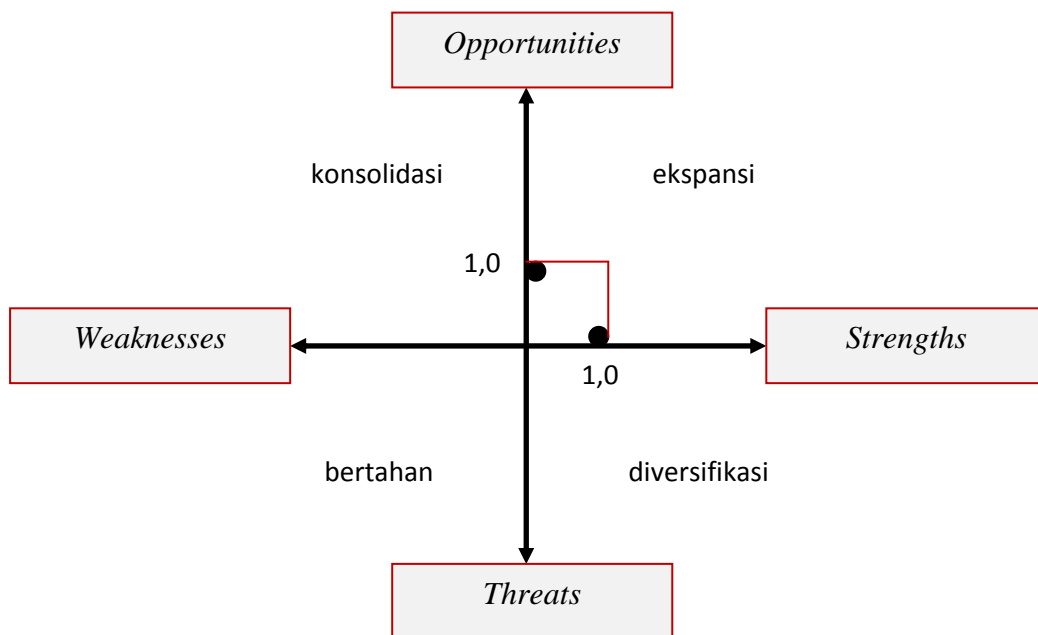 Opportunities
konsolidasi
ekspansi
1,0
Weaknesses
Strengths
1,0
bertahan
diversifikasi
Threats